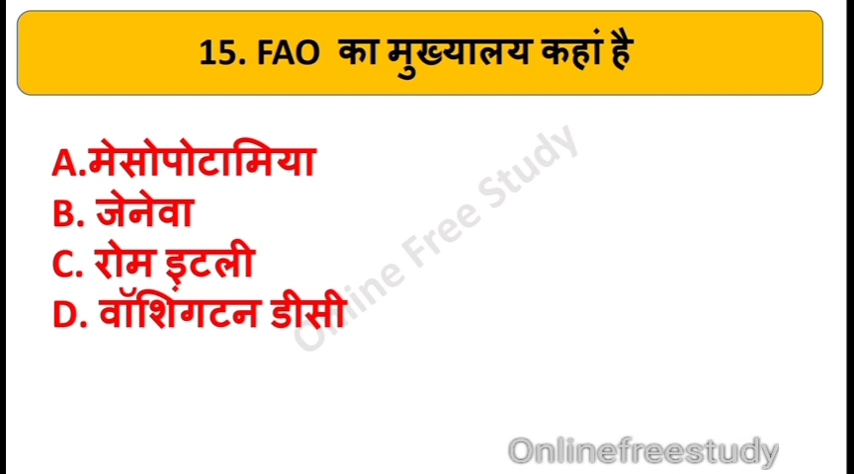 15. FAO का मुख्यालय कहां है
A.मेसोपोटामिया
B. जेनेवा
C. रोम इटली
D. वॉशिंगटन डीसी
Online Free Study
Onlinefreestudy